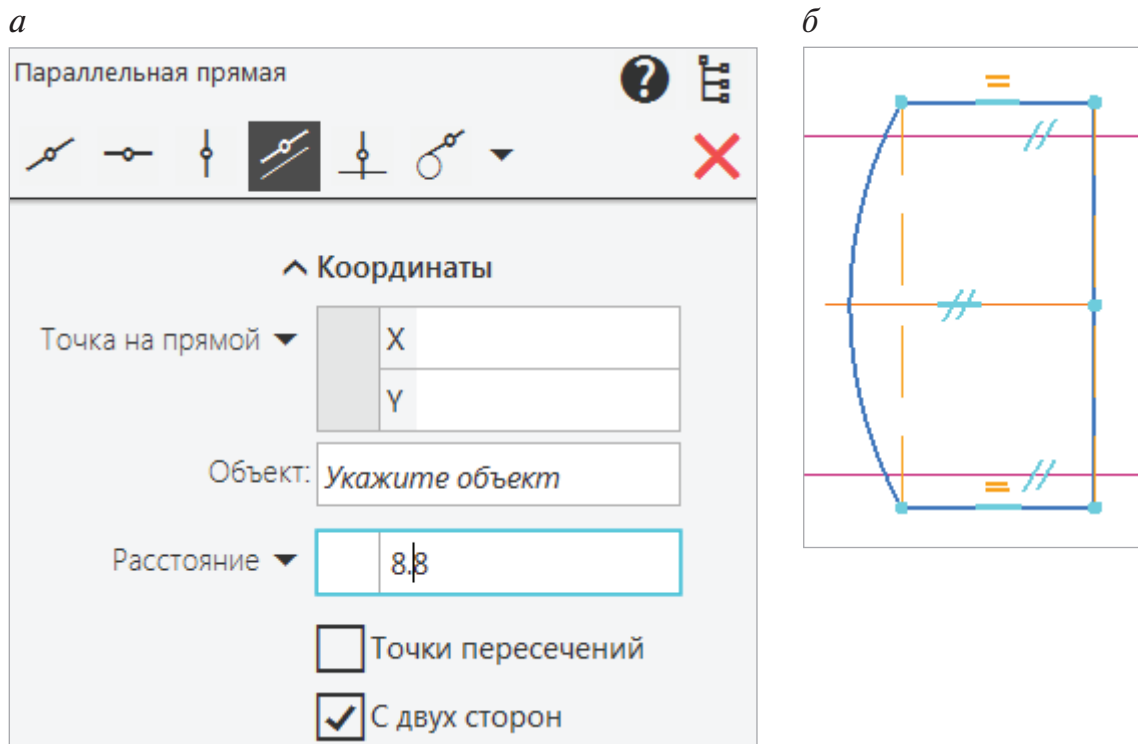 а
б
Параллельная прямая
Координаты
Точка на прямой
X
Y
Объект: Укажите объект
Расстояние 8.8
Точки пересечений
С двух сторон